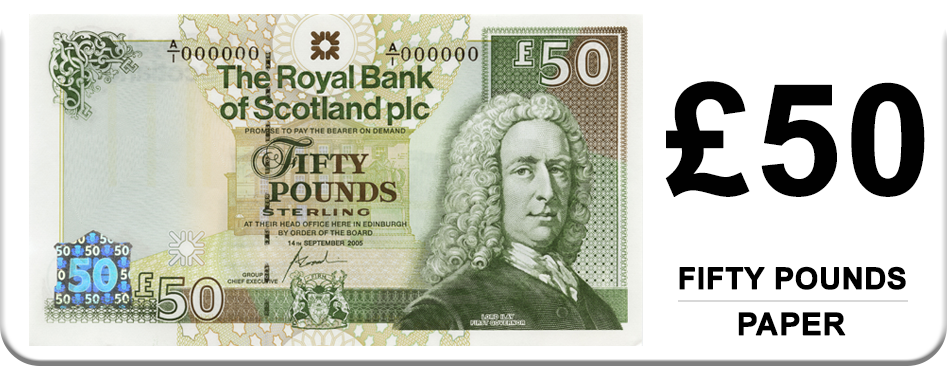 A/1 000000
A/1 000000
£50
The Royal Bank
of Scotland plc
PROMISE TO PAY THE BEARER ON DEMAND
FIFTY
POUNDS
STERLING
AT THEIR HEAD OFFICE HERE IN EDINBURGH
BY ORDER OF THE BOARD
14TH SEPTEMBER 2005
GROUP
CHIEF EXECUTIVE
50 50 50
50 50 50
50 50 50
£50
LORD ILAY
FIRST GOVERNOR
£50
FIFTY POUNDS
PAPER